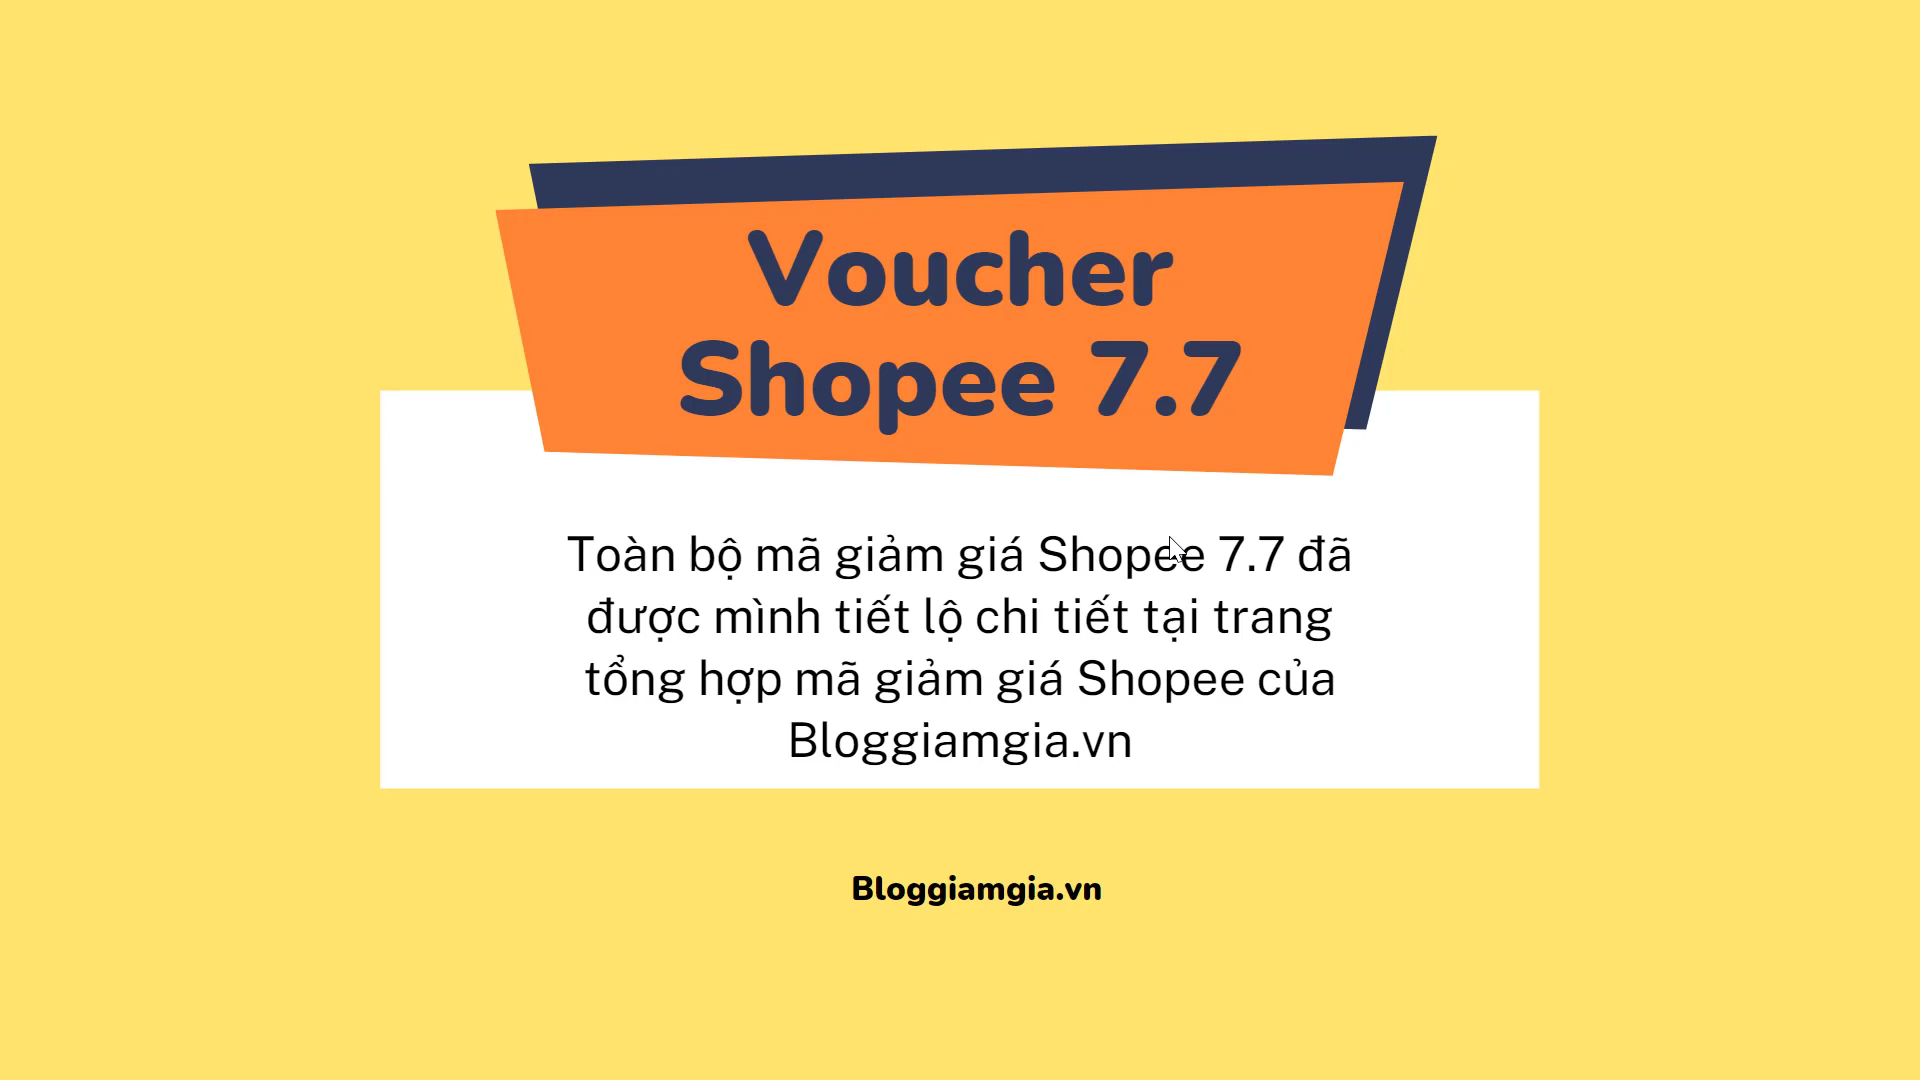 Voucher
Shopee 7.7
Toàn bộ mã giảm giá Shopee 7.7 đã
được mình tiết lộ chi tiết tại trang
tổng hợp mã giảm giá Shopee của
Bloggiamgia.vn
Bloggiamgia.vn